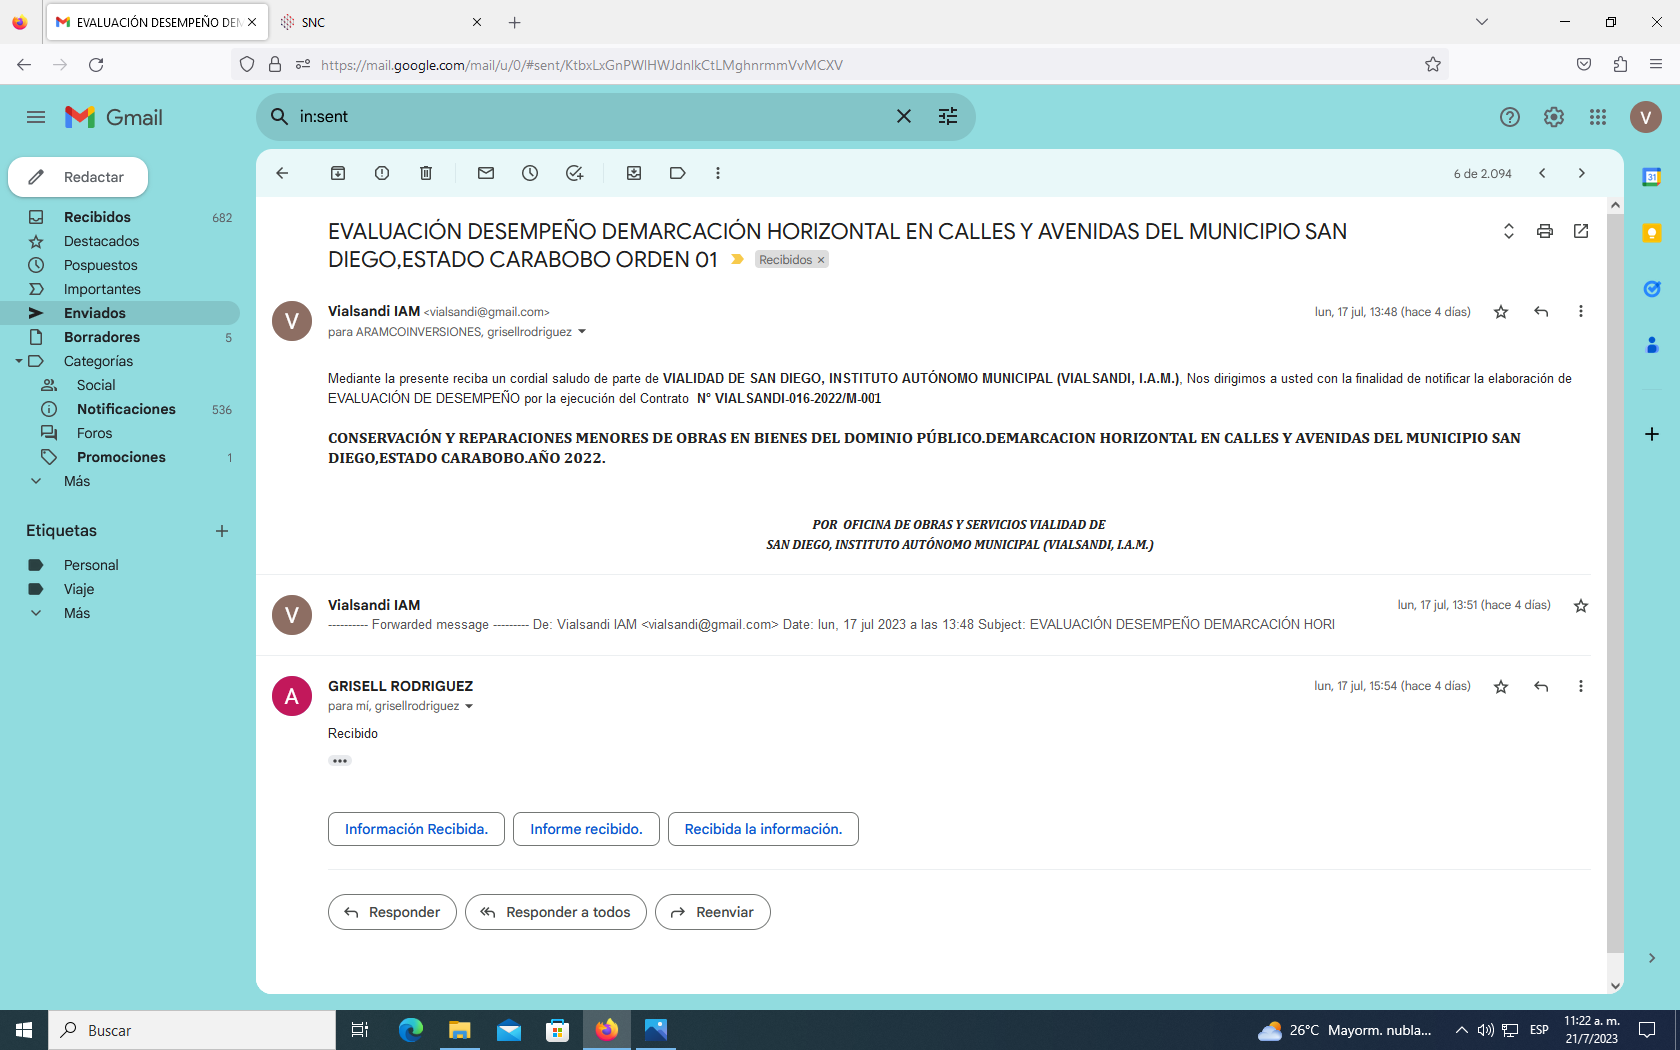 EVALUACIÓN DESEMPEÑO DEM
SNC
https://mail.google.com/mail/u/0/#sent/KtbxLxGnPWlHWJdnlkCtLMghnrmmVvMCXV
Gmail
in:sent
V
Redactar
6 de 2.094
Recibidos 682
Destacados
Pospuestos
Importantes
Enviados
Borradores 5
Categorías
Social
Notificaciones 536
Foros
Promociones 1
Más
Etiquetas
Personal
Viaje
Más
EVALUACIÓN DESEMPEÑO DEMARCACIÓN HORIZONTAL EN CALLES Y AVENIDAS DEL MUNICIPIO SAN
DIEGO,ESTADO CARABOBO ORDEN 01 Recibidos x
V
Vialsandi IAM <vialsandi@gmail.com> lun, 17 jul, 13:48 (hace 4 días)
para ARAMCOINVERSIONES, grisellrodriguez
Mediante la presente reciba un cordial saludo de parte de VIALIDAD DE SAN DIEGO, INSTITUTO AUTÓNOMO MUNICIPAL (VIALSANDI, I.A.M.), Nos dirigimos a usted con la finalidad de notificar la elaboración de
EVALUACIÓN DE DESEMPEÑO por la ejecución del Contrato N° VIALSANDI-016-2022/M-001
CONSERVACIÓN Y REPARACIONES MENORES DE OBRAS EN BIENES DEL DOMINIO PÚBLICO.DEMARCACION HORIZONTAL EN CALLES Y AVENIDAS DEL MUNICIPIO SAN
DIEGO,ESTADO CARABOBO.AÑO 2022.
POR OFICINA DE OBRAS Y SERVICIOS VIALIDAD DE
SAN DIEGO, INSTITUTO AUTÓNOMO MUNICIPAL (VIALSANDI, I.A.M.)
V
Vialsandi IAM lun, 17 jul, 13:51 (hace 4 días)
---------- Forwarded message --------- De: Vialsandi IAM <vialsandi@gmail.com> Date: lun, 17 jul 2023 a las 13:48 Subject: EVALUACIÓN DESEMPEÑO DEMARCACIÓN HORI
A
GRISELL RODRIGUEZ lun, 17 jul, 15:54 (hace 4 días)
para mí, grisellrodriguez
Recibido
Información Recibida. Informe recibido. Recibida la información.
Responder Responder a todos Reenviar
31
Buscar
26°C Mayorm. nubla... ESP
11:22 a. m.
21/7/2023